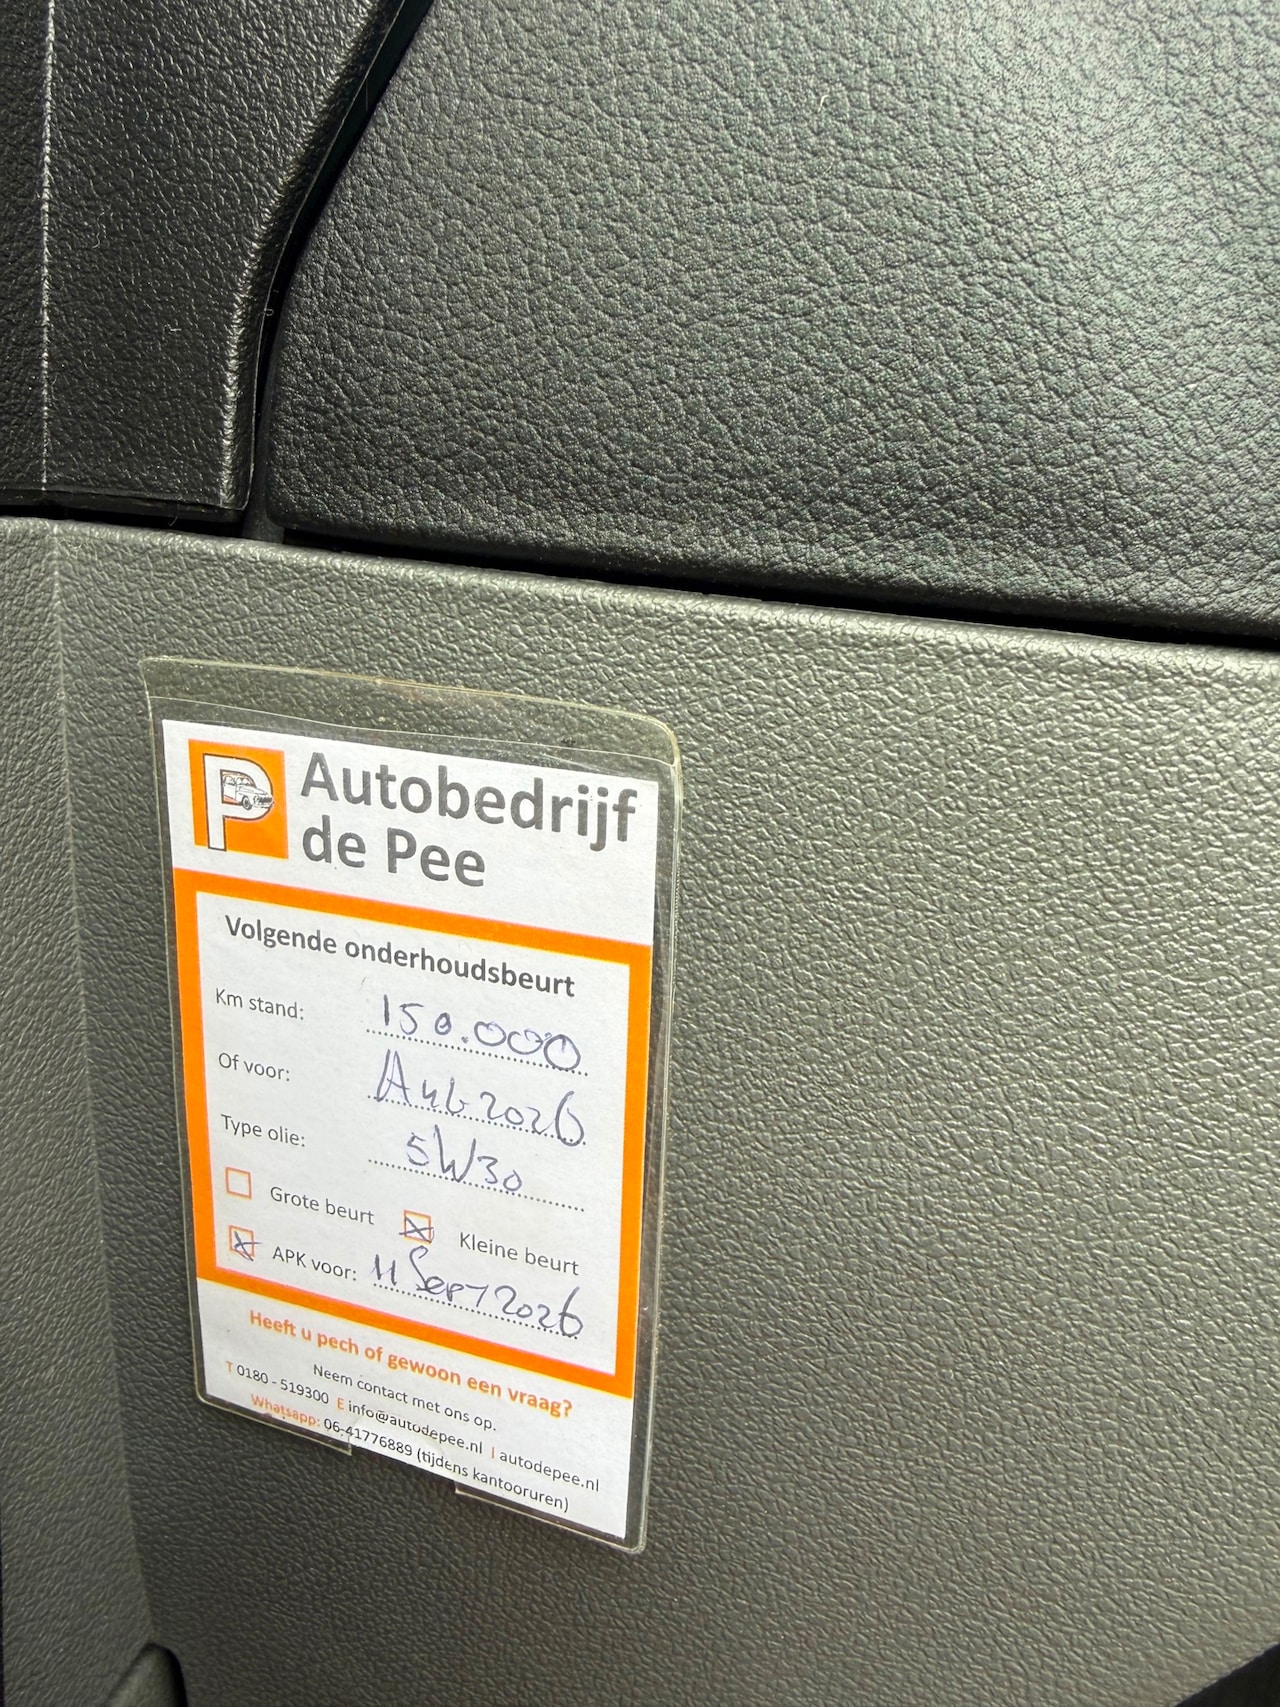 P Autobedrijf
de Pee
Volgende onderhoudsbeurt
Km stand: 150.000
Of voor: Aug 2026
Type olie: 5W30
Grote beurt Kleine beurt
APK voor: 11 Sept 2026
Heeft u pech of gewoon een vraag?
Neem contact met ons op.
T 0180 - 519300 E info@autodepee.nl I autodepee.nl
Whatsapp: 06-41776889 (tijdens kantooruren)